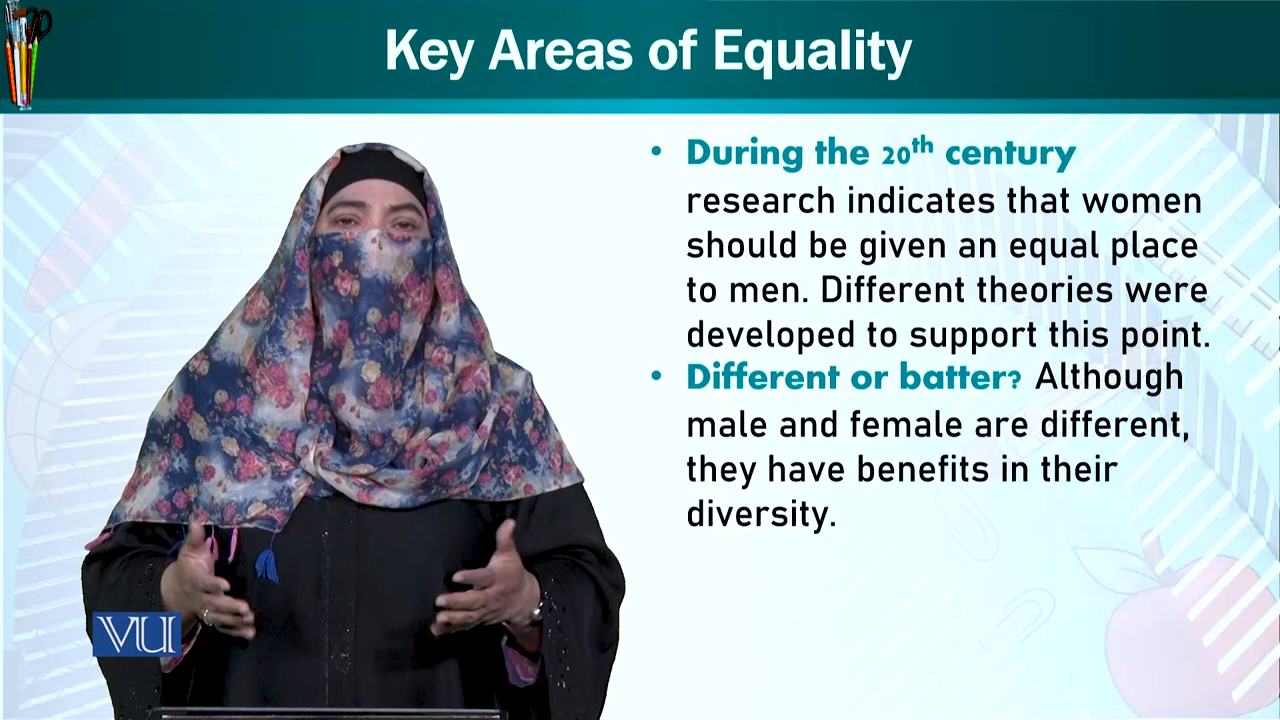 Key Areas of Equality
• During the 20th century
research indicates that women
should be given an equal place
to men. Different theories were
developed to support this point.
• Different or batter? Although
male and female are different,
they have benefits in their
diversity.
VU